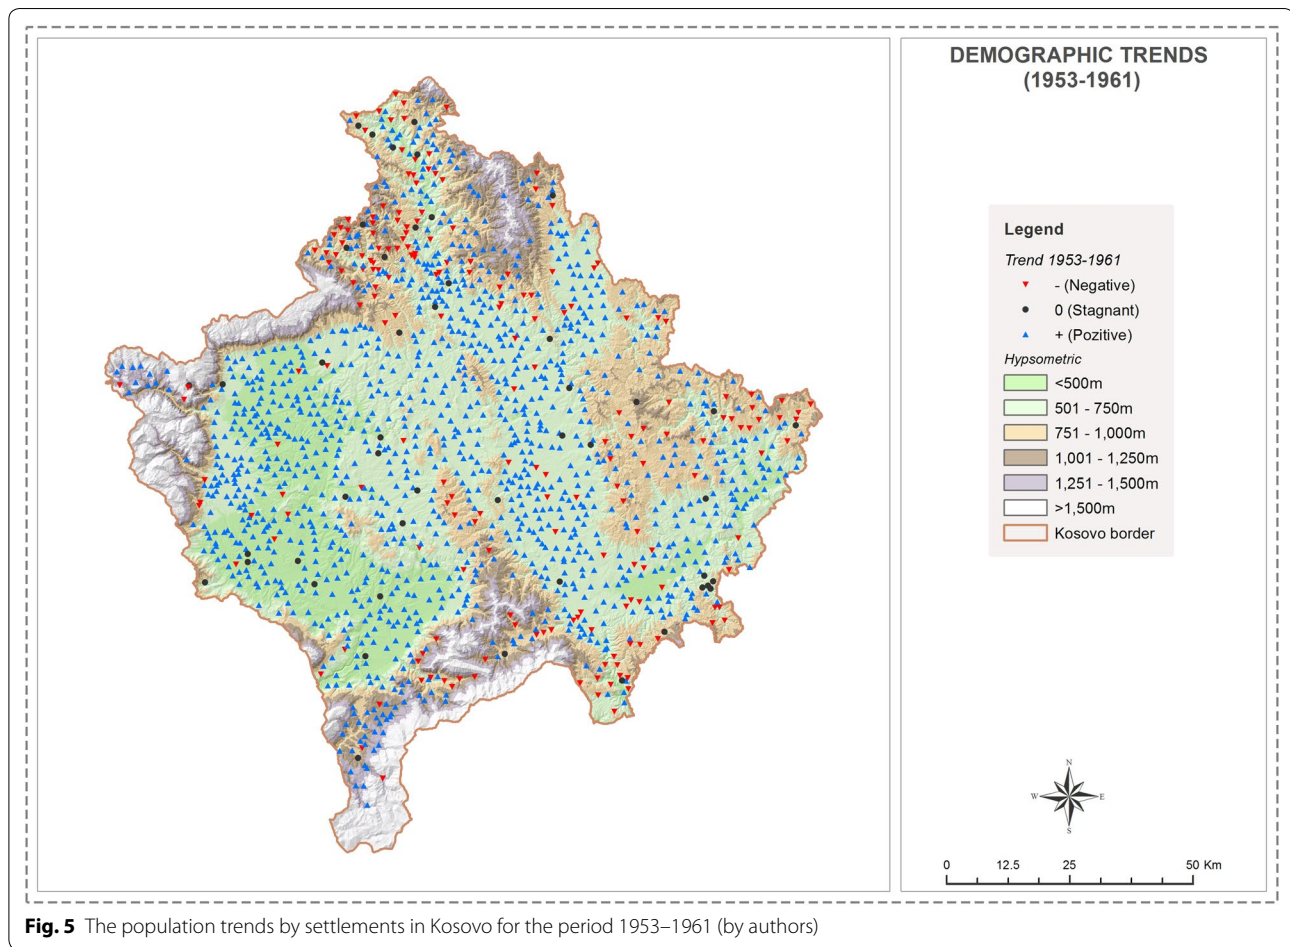 DEMOGRAPHIC TRENDS
(1953-1961)
Legend
Trend 1953-1961
- (Negative)
0 (Stagnant)
+ (Pozitive)
Hypsometric
<500m
501 - 750m
751 - 1,000m
1,001 - 1,250m
1,251 - 1,500m
>1,500m
Kosovo border
N
W E
S
0 12.5 25 50 Km
Fig. 5 The population trends by settlements in Kosovo for the period 1953–1961 (by authors)